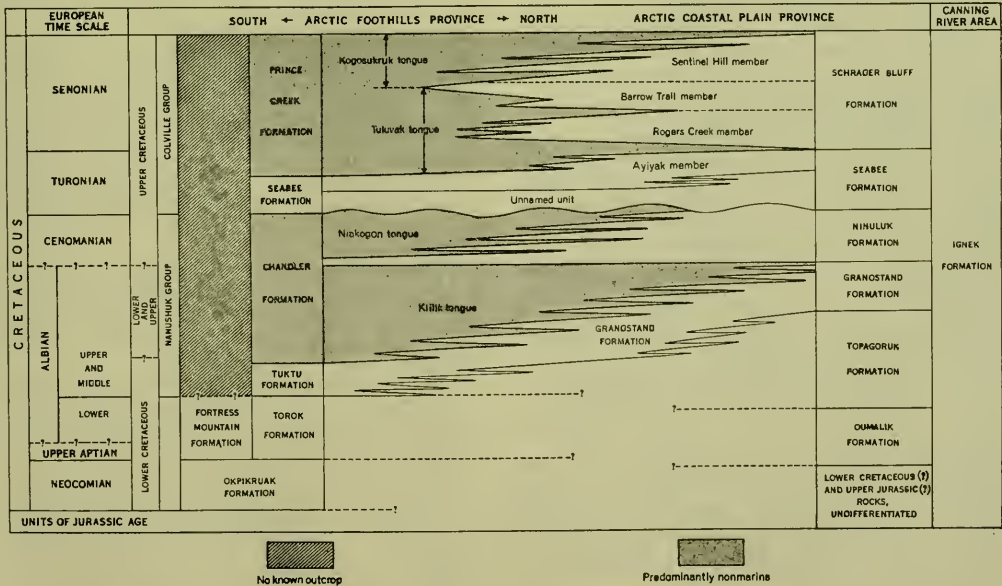 EUROPEAN
TIME SCALE
SOUTH ← ARCTIC FOOTHILLS PROVINCE → NORTH
ARCTIC COASTAL PLAIN PROVINCE
CANNING
RIVER AREA
CRETACEOUS
SENONIAN
TURONIAN
CENOMANIAN
ALBIAN
UPPER
AND
MIDDLE
LOWER
UPPER APTIAN
NEOCOMIAN
UNITS OF JURASSIC AGE
UPPER CRETACEOUS
LOWER
AND
UPPER
LOWER CRETACEOUS
COLVILLE GROUP
NANUSHUK GROUP
FORTRESS
MOUNTAIN
FORMATION
OKPIKRUAK
FORMATION
PRINCE
CREEK
FORMATION
SEABEE
FORMATION
CHANDLER
FORMATION
TUKTU
FORMATION
TOROK
FORMATION
Kogosukruk tongue
Sentinel Hill member
Barrow Trail member
Tuluvak tongue
Rogers Creek member
Ayiyak member
Unnamed unit
Niakogon tongue
Killik tongue
GRANDSTAND
FORMATION
SCHRADER BLUFF
FORMATION
SEABEE
FORMATION
NINULUK
FORMATION
GRANDSTAND
FORMATION
TOPAGORUK
FORMATION
OUMALIK
FORMATION
LOWER CRETACEOUS (?)
AND UPPER JURASSIC (?)
ROCKS,
UNDIFFERENTIATED
IGNEK
FORMATION
No known outcrop
Predominantly nonmarine